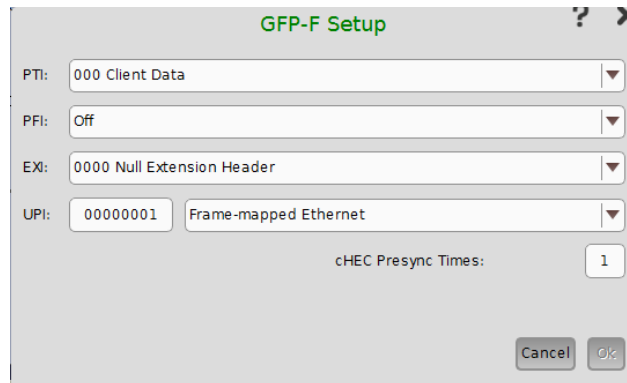 GFP-F Setup ?
PTI: 000 Client Data
PFI: Off
EXI: 0000 Null Extension Header
UPI: 00000001 Frame-mapped Ethernet
cHEC Presync Times: 1
Cancel Ok